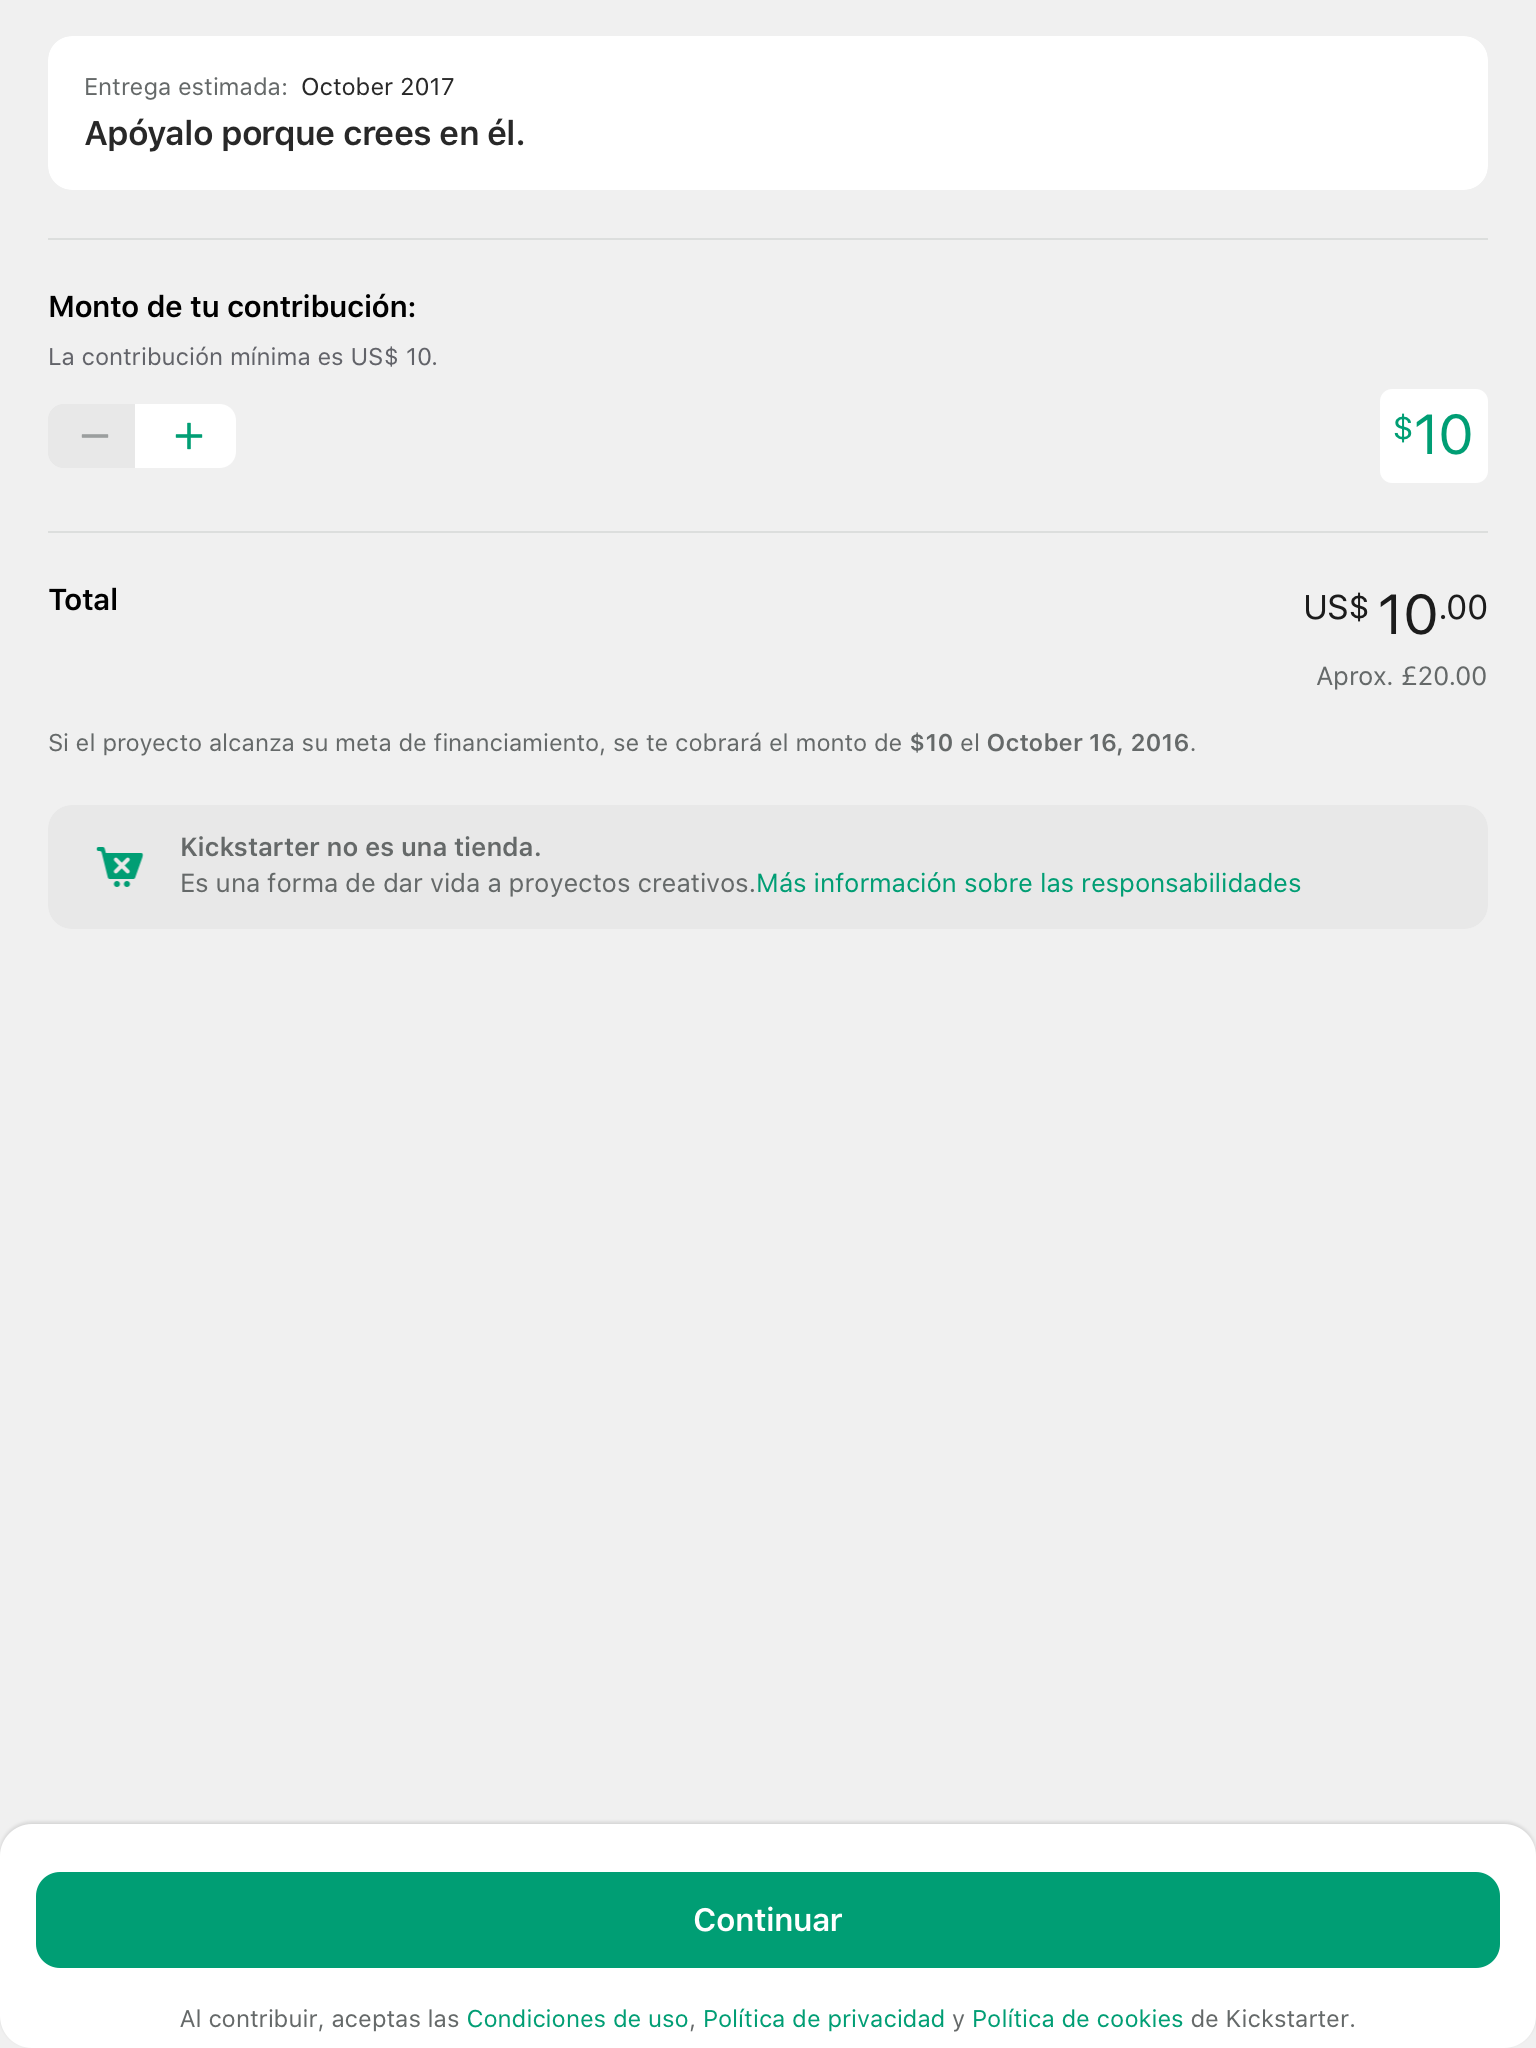 Entrega estimada: October 2017
Apóyalo porque crees en él.
Monto de tu contribución:
La contribución mínima es US$ 10.
$10
Total
US$ 10.00
Aprox. £20.00
Si el proyecto alcanza su meta de financiamiento, se te cobrará el monto de $10 el October 16, 2016.
Kickstarter no es una tienda.
Es una forma de dar vida a proyectos creativos.Más información sobre las responsabilidades
Continuar
Al contribuir, aceptas las Condiciones de uso, Política de privacidad y Política de cookies de Kickstarter.